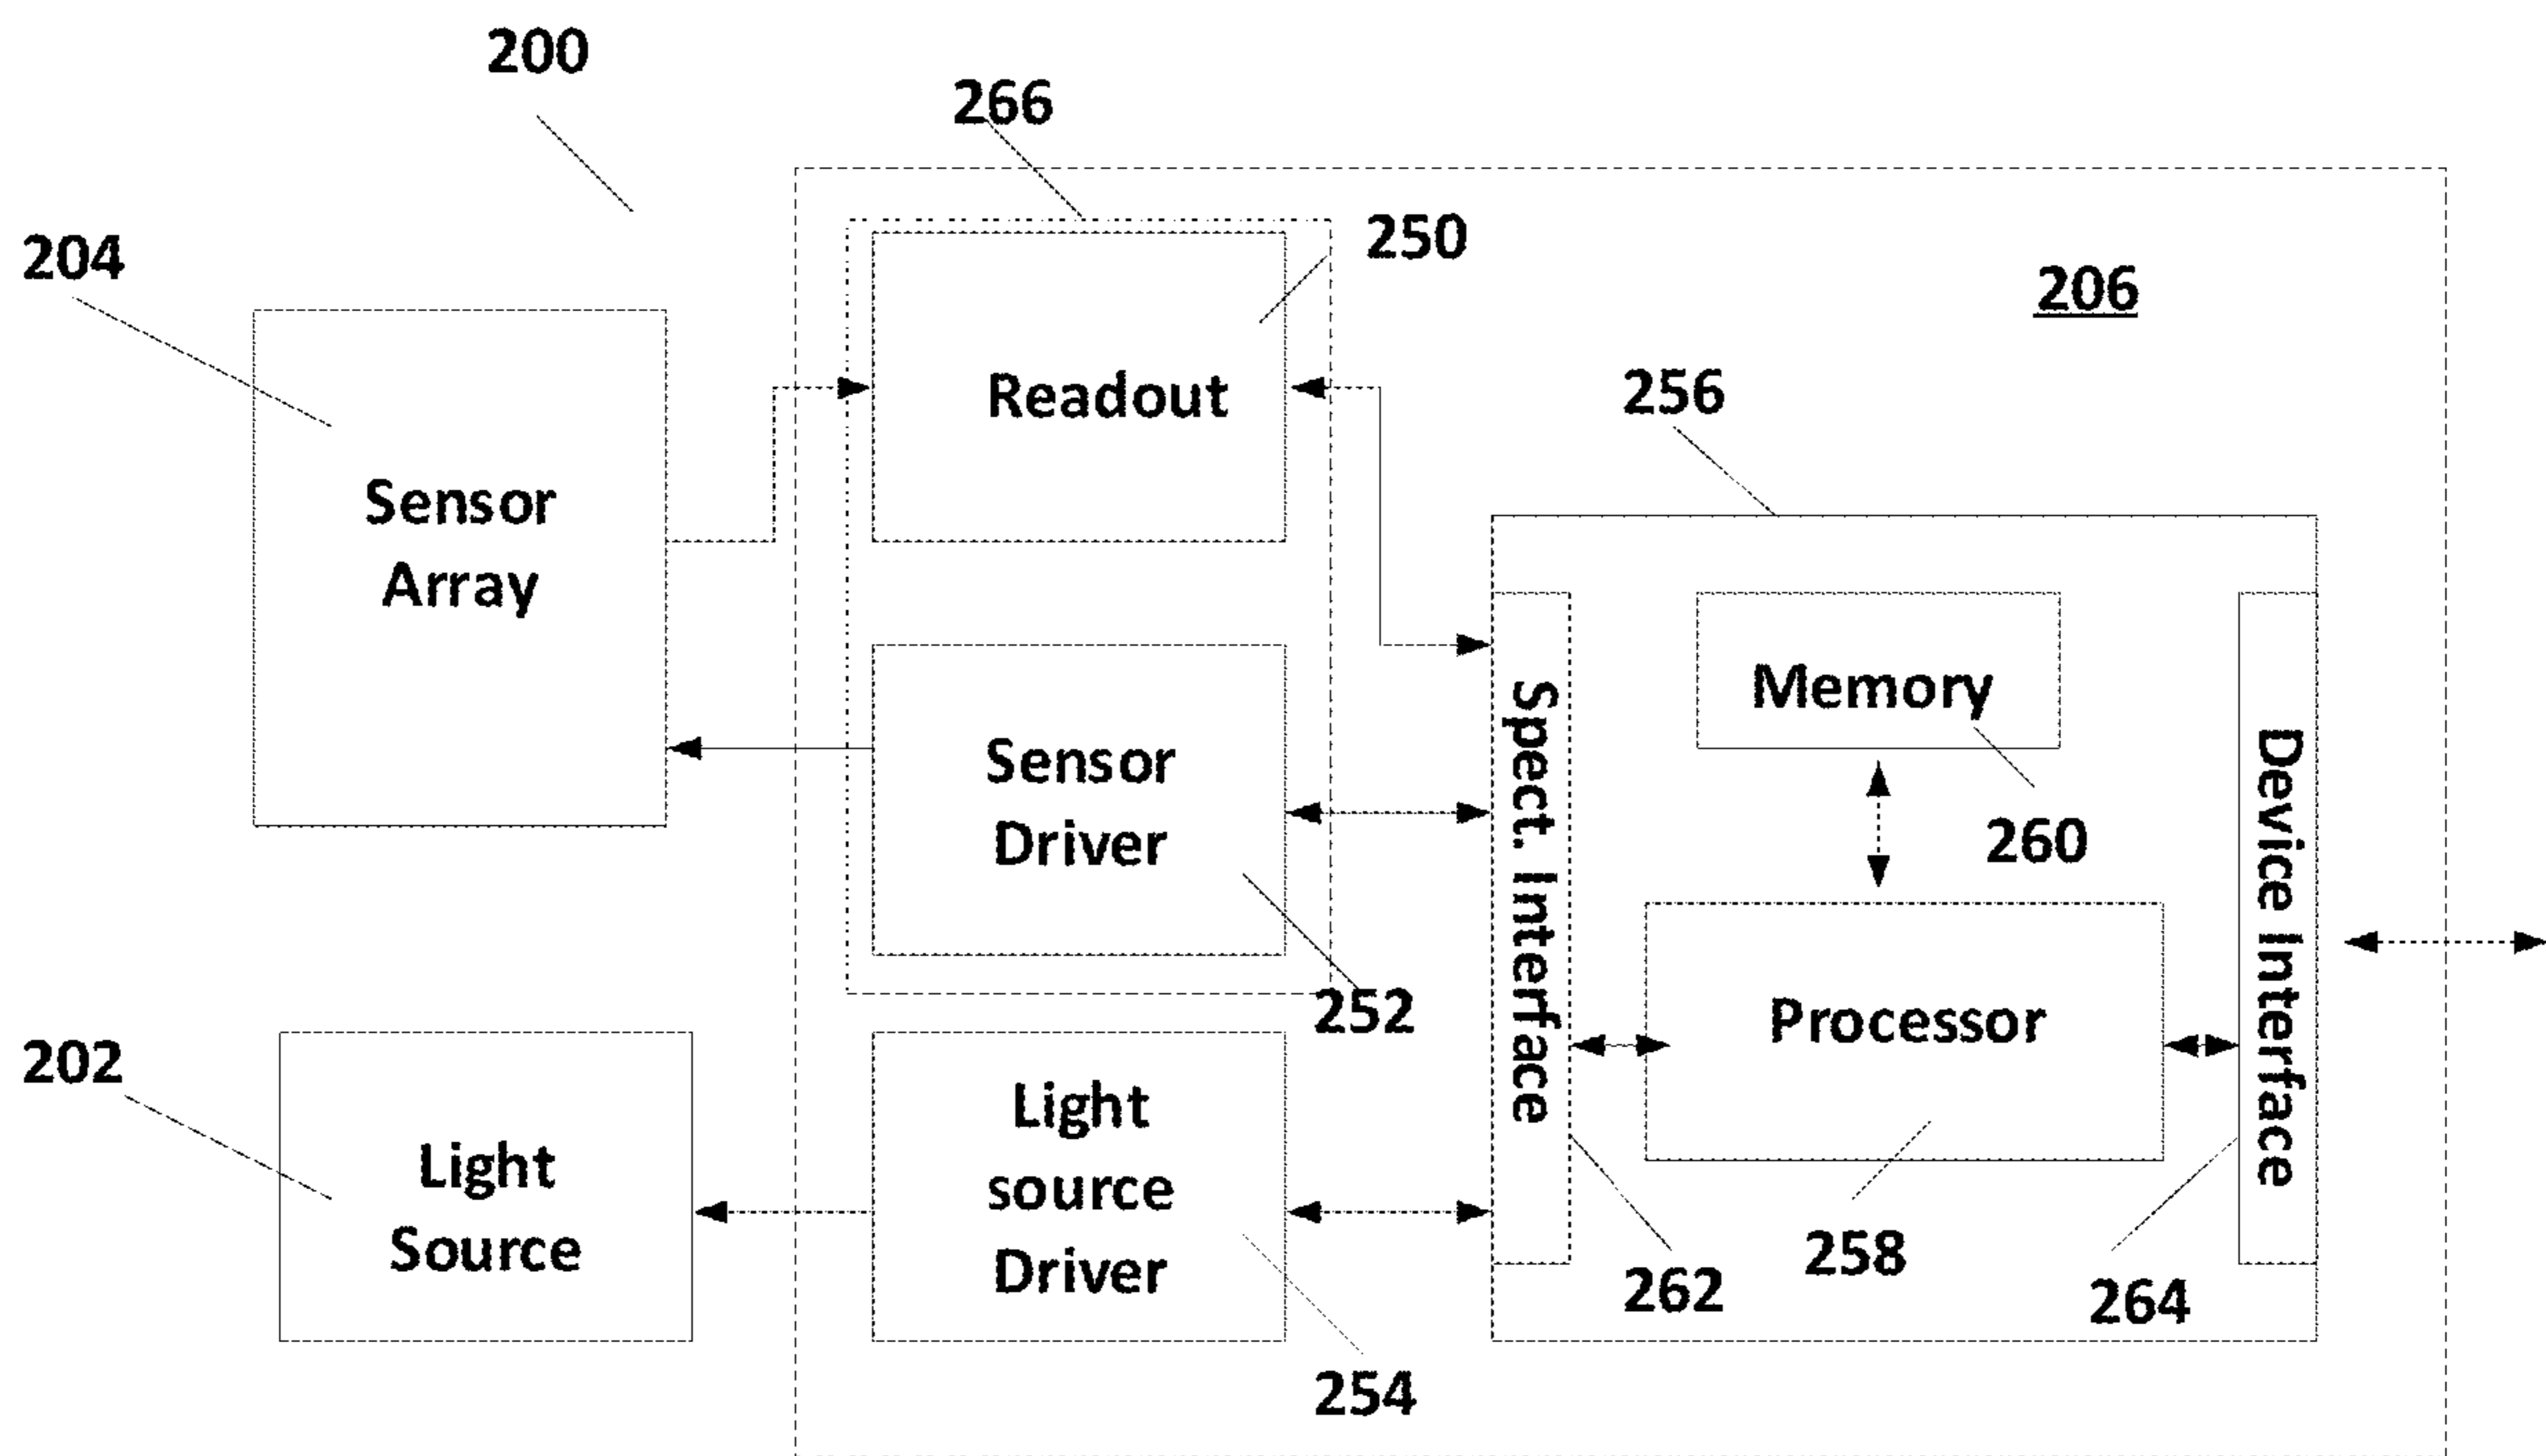 200
266
250
204
206
256
Readout
Sensor
Array
Memory
Spect. Interface
Device Interface
Sensor
Driver
260
252
Processor
202
Light
source
Driver
Light
Source
258
262
264
254